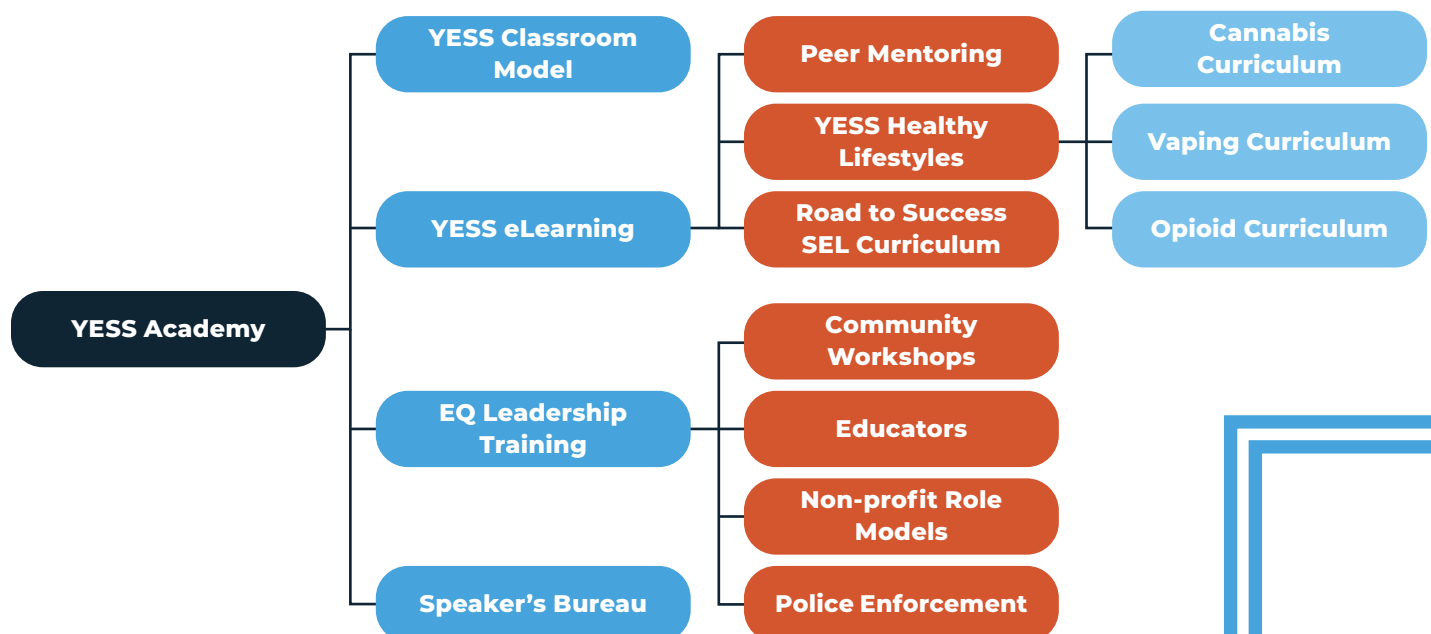 YESS Academy
YESS Classroom
Model
YESS eLearning
EQ Leadership
Training
Speaker’s Bureau
Peer Mentoring
YESS Healthy
Lifestyles
Road to Success
SEL Curriculum
Community
Workshops
Educators
Non-profit Role
Models
Police Enforcement
Cannabis
Curriculum
Vaping Curriculum
Opioid Curriculum